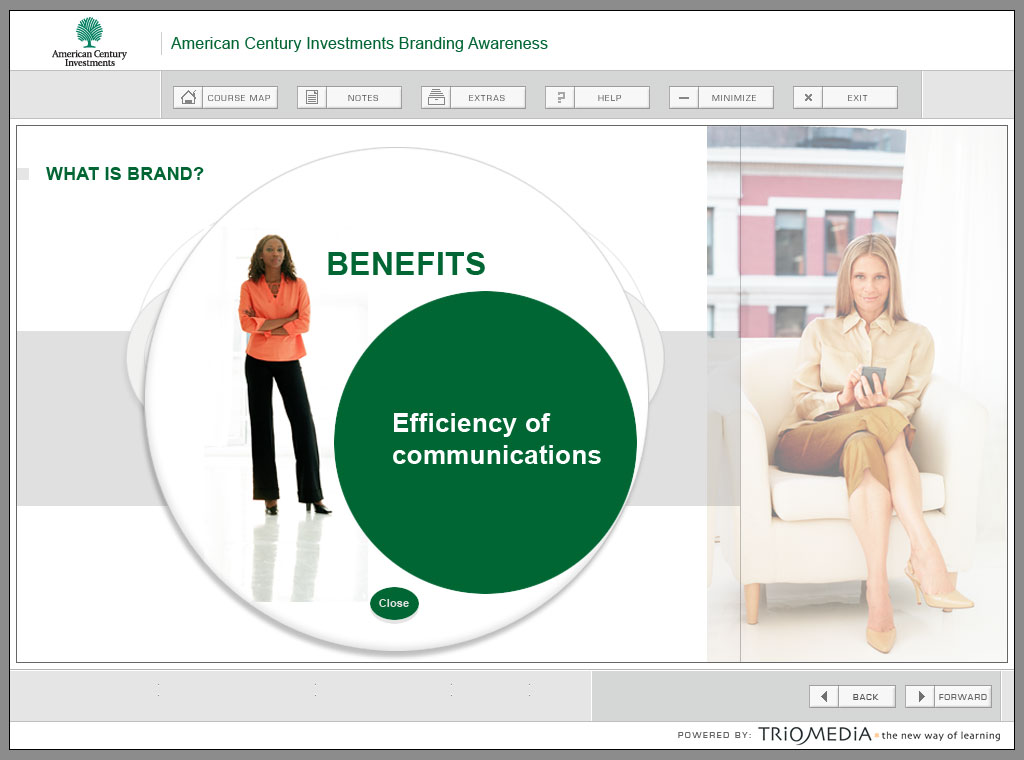 American Century
Investments
American Century Investments Branding Awareness
COURSE MAP
NOTES
EXTRAS
HELP
MINIMIZE
EXIT
WHAT IS BRAND?
BENEFITS
Efficiency of
communications
Close
BACK
FORWARD
POWERED BY: TRiOMEDiA the new way of learning